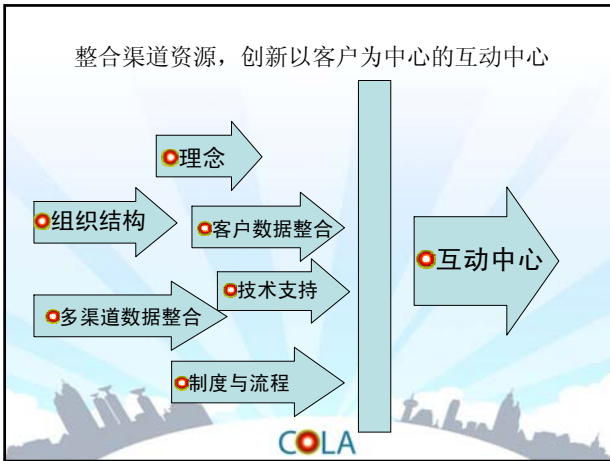 整合渠道资源，创新以客户为中心的互动中心
理念
组织结构
客户数据整合
互动中心
技术支持
多渠道数据整合
制度与流程
COLA